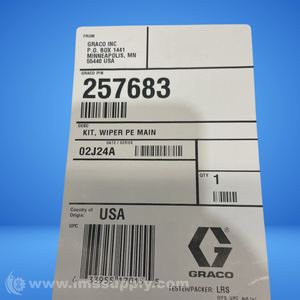 FROM
GRACO INC
P.O. BOX 1441
MINNEAPOLIS, MN
55440 USA
GRACO P/N
257683
DESC
KIT, WIPER PE MAIN
DATE / SERIES
02J24A
QTY
1
Country of
Origin:
USA
UPC
G
GRACO
TESTER/PACKER: LRS
© www.imssupply.com